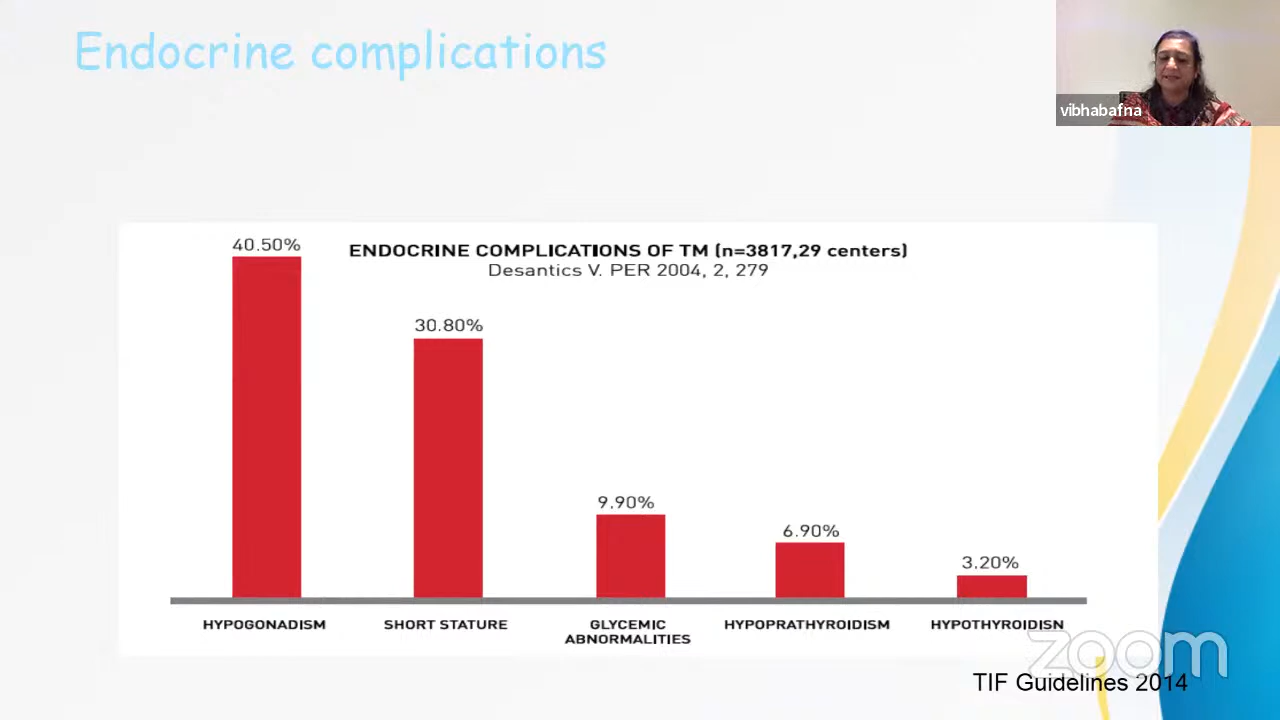 Endocrine complications
vibhabafna
ENDOCRINE COMPLICATIONS OF TM (n=3817,29 centers)
Desantics V. PER 2004, 2, 279
40.50%
30.80%
9.90%
6.90%
3.20%
HYPOGONADISM
SHORT STATURE
GLYCEMIC
ABNORMALITIES
HYPOPRATHYROIDISM
HYPOTHYROIDISN
zoom
TIF Guidelines 2014